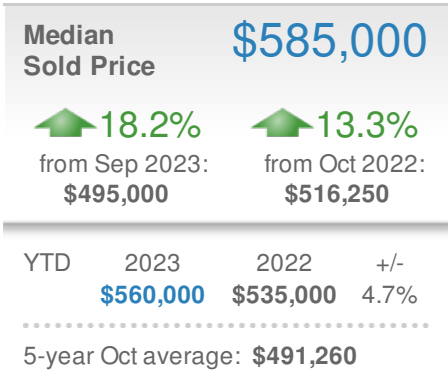 Median
Sold Price
$585,000
18.2%
from Sep 2023:
$495,000
13.3%
from Oct 2022:
$516,250
YTD 2023 2022 +/-
$560,000 $535,000 4.7%
5-year Oct average: $491,260